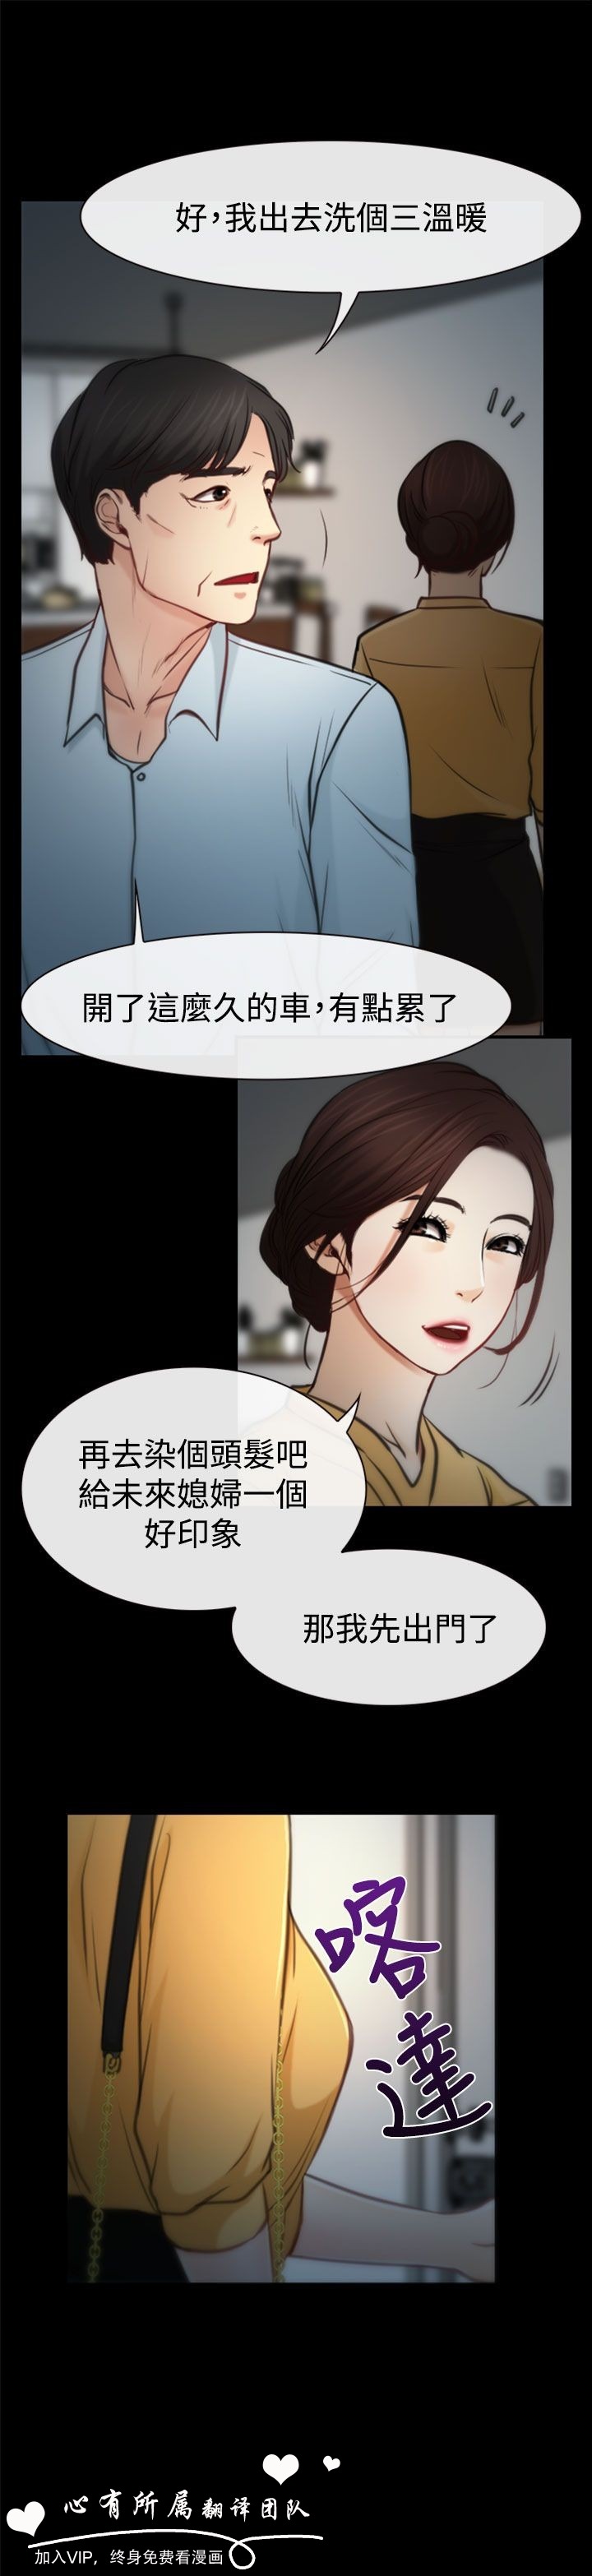 好，我出去洗個三溫暖
開了這麼久的車，有點累了
再去染個頭髮吧
給未來媳婦一個
好印象
那我先出門了
喀
達
心有所属翻译团队
加入VIP，终身免费看漫画